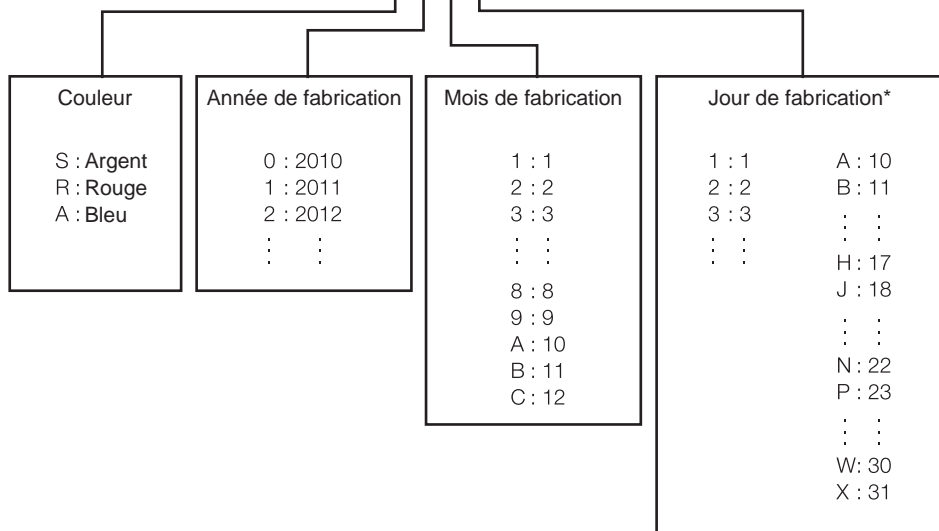 Couleur
S : Argent
R : Rouge
A : Bleu
Année de fabrication
0 : 2010
1 : 2011
2 : 2012
⋮ ⋮
Mois de fabrication
1 : 1
2 : 2
3 : 3
⋮ ⋮
8 : 8
9 : 9
A : 10
B : 11
C : 12
Jour de fabrication*
1 : 1
2 : 2
3 : 3
⋮ ⋮
A : 10
B : 11
⋮ ⋮
H : 17
J : 18
⋮ ⋮
N : 22
P : 23
⋮ ⋮
W: 30
X : 31